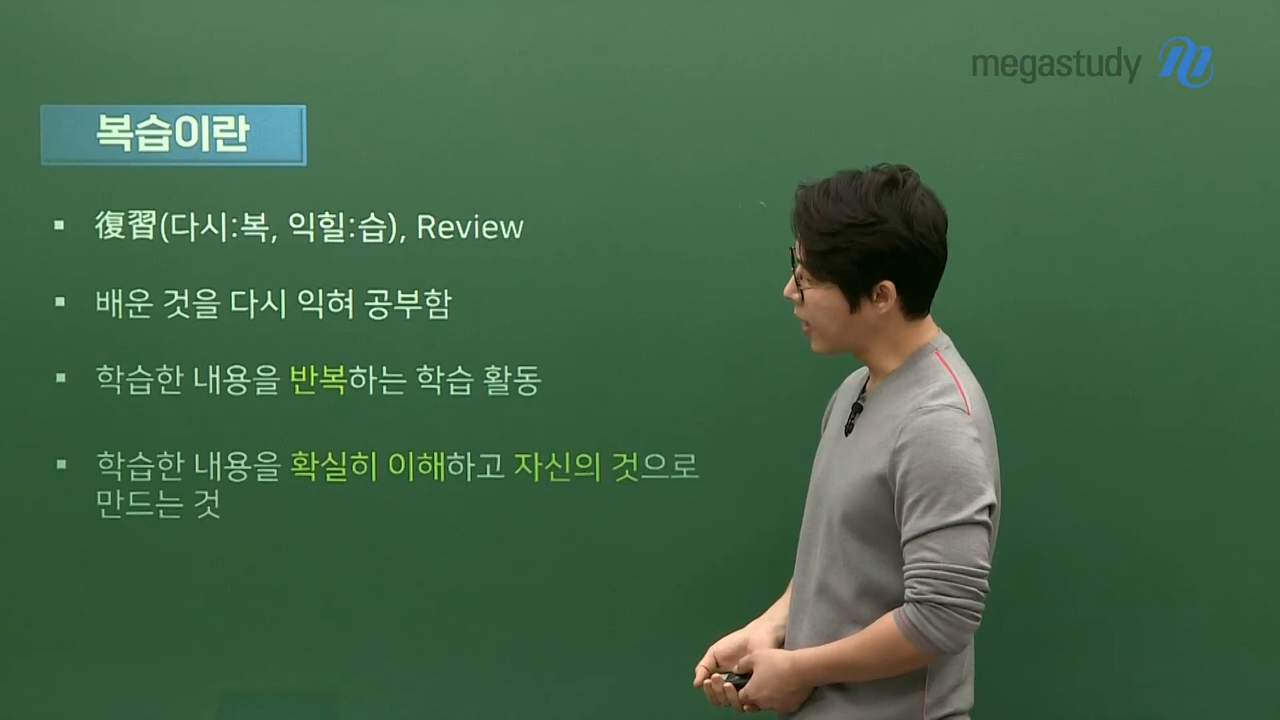 megastudy
복습이란
▪ 復習(다시:복, 익힐:습), Review
▪ 배운 것을 다시 익혀 공부함
▪ 학습한 내용을 반복하는 학습 활동
▪ 학습한 내용을 확실히 이해하고 자신의 것으로
만드는 것